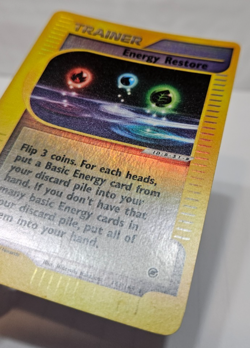 TRAINER
Energy Restore
Flip 3 coins. For each heads,
put a Basic Energy card from
your discard pile into your
hand. If you don't have that
many basic Energy cards in
your discard pile, put all of
them into your hand.